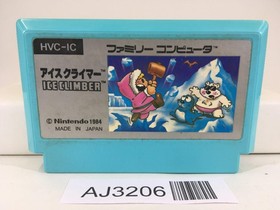 HVC-IC
ファミリー コンピュータ
アイスクライマー
ICE CLIMBER
© Nintendo 1984
MADE IN JAPAN
AJ3206